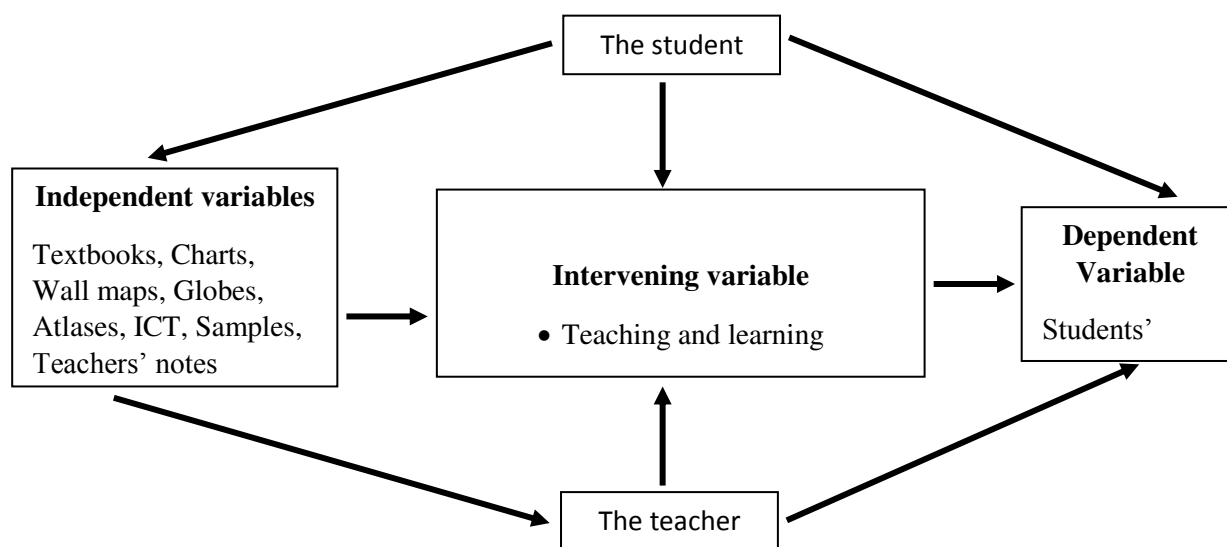 The student
Independent variables
Textbooks, Charts,
Wall maps, Globes,
Atlases, ICT, Samples,
Teachers’ notes
Intervening variable
• Teaching and learning
Dependent
Variable
Students’
The teacher